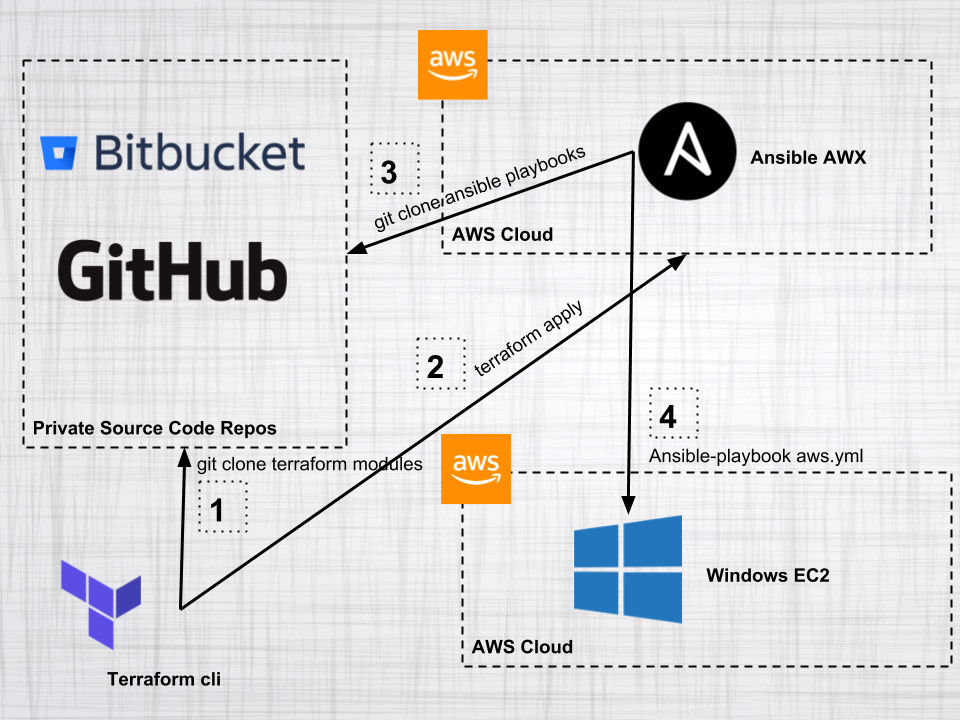 aws
Bitbucket
GitHub
3
git clone ansible playbooks
Ansible AWX
AWS Cloud
2
terraform apply
Private Source Code Repos
4
git clone terraform modules
aws
Ansible-playbook aws.yml
1
Windows EC2
AWS Cloud
Terraform cli